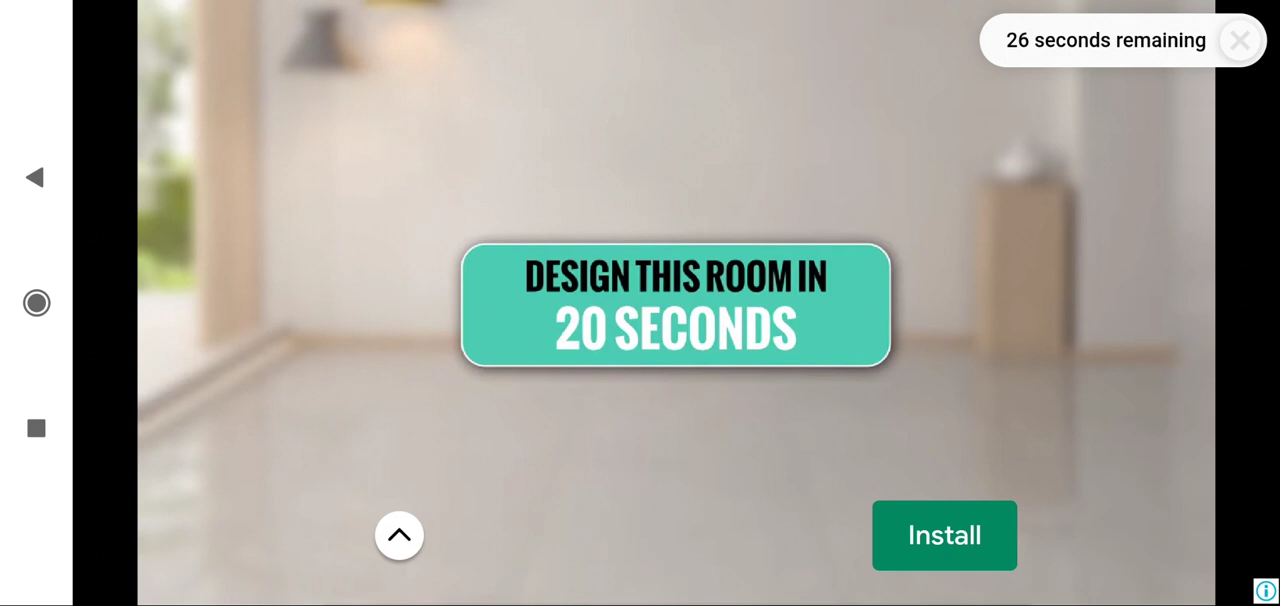 26 seconds remaining
DESIGN THIS ROOM IN
20 SECONDS
Install